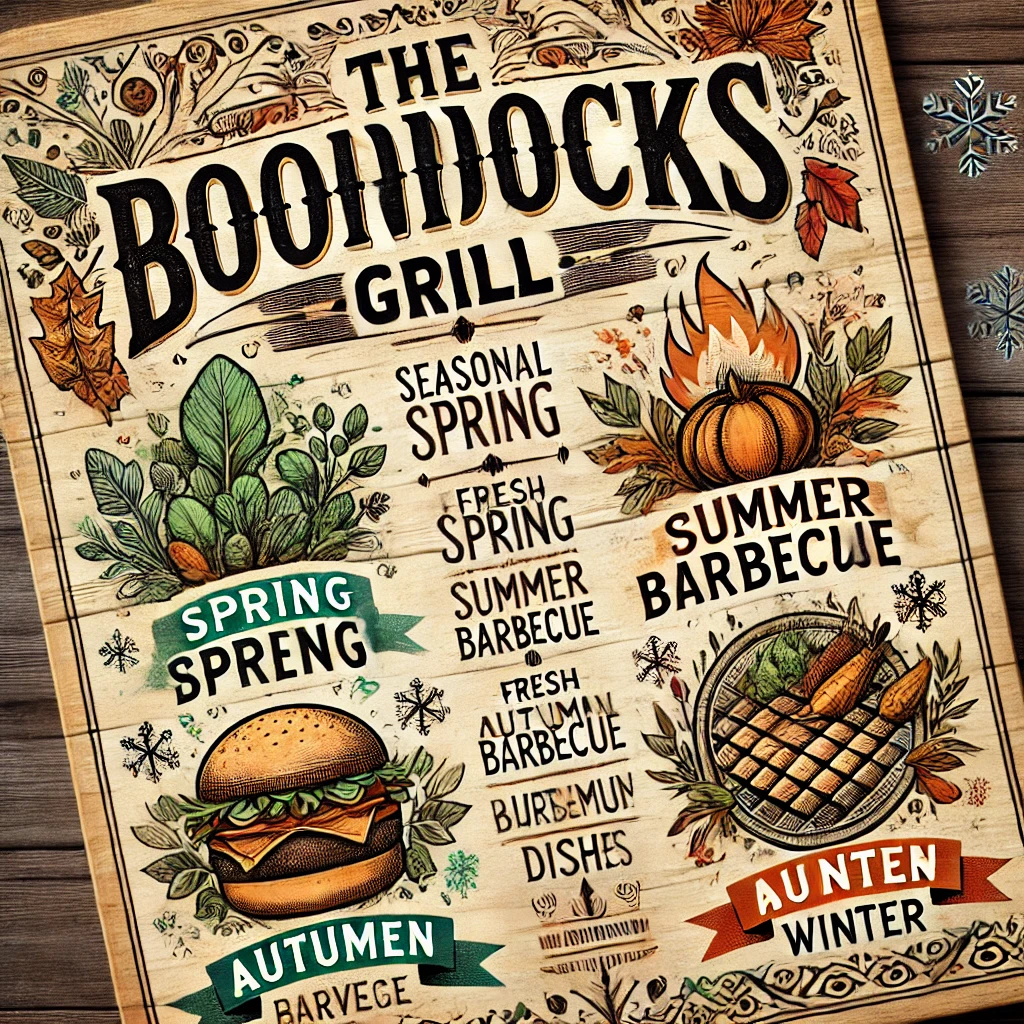 THE
BOONDOCKS
GRILL
SEASONAL
SPRING
FRESH
SPRING
SUMMER
BARBECUE
SPRING
SPRENG
SUMMER
BARBECUE
FRESH
AUTUMAN
BARBECUE
DISHES
AUTUMEN
BARVEGE
AUNTEN
WINTER